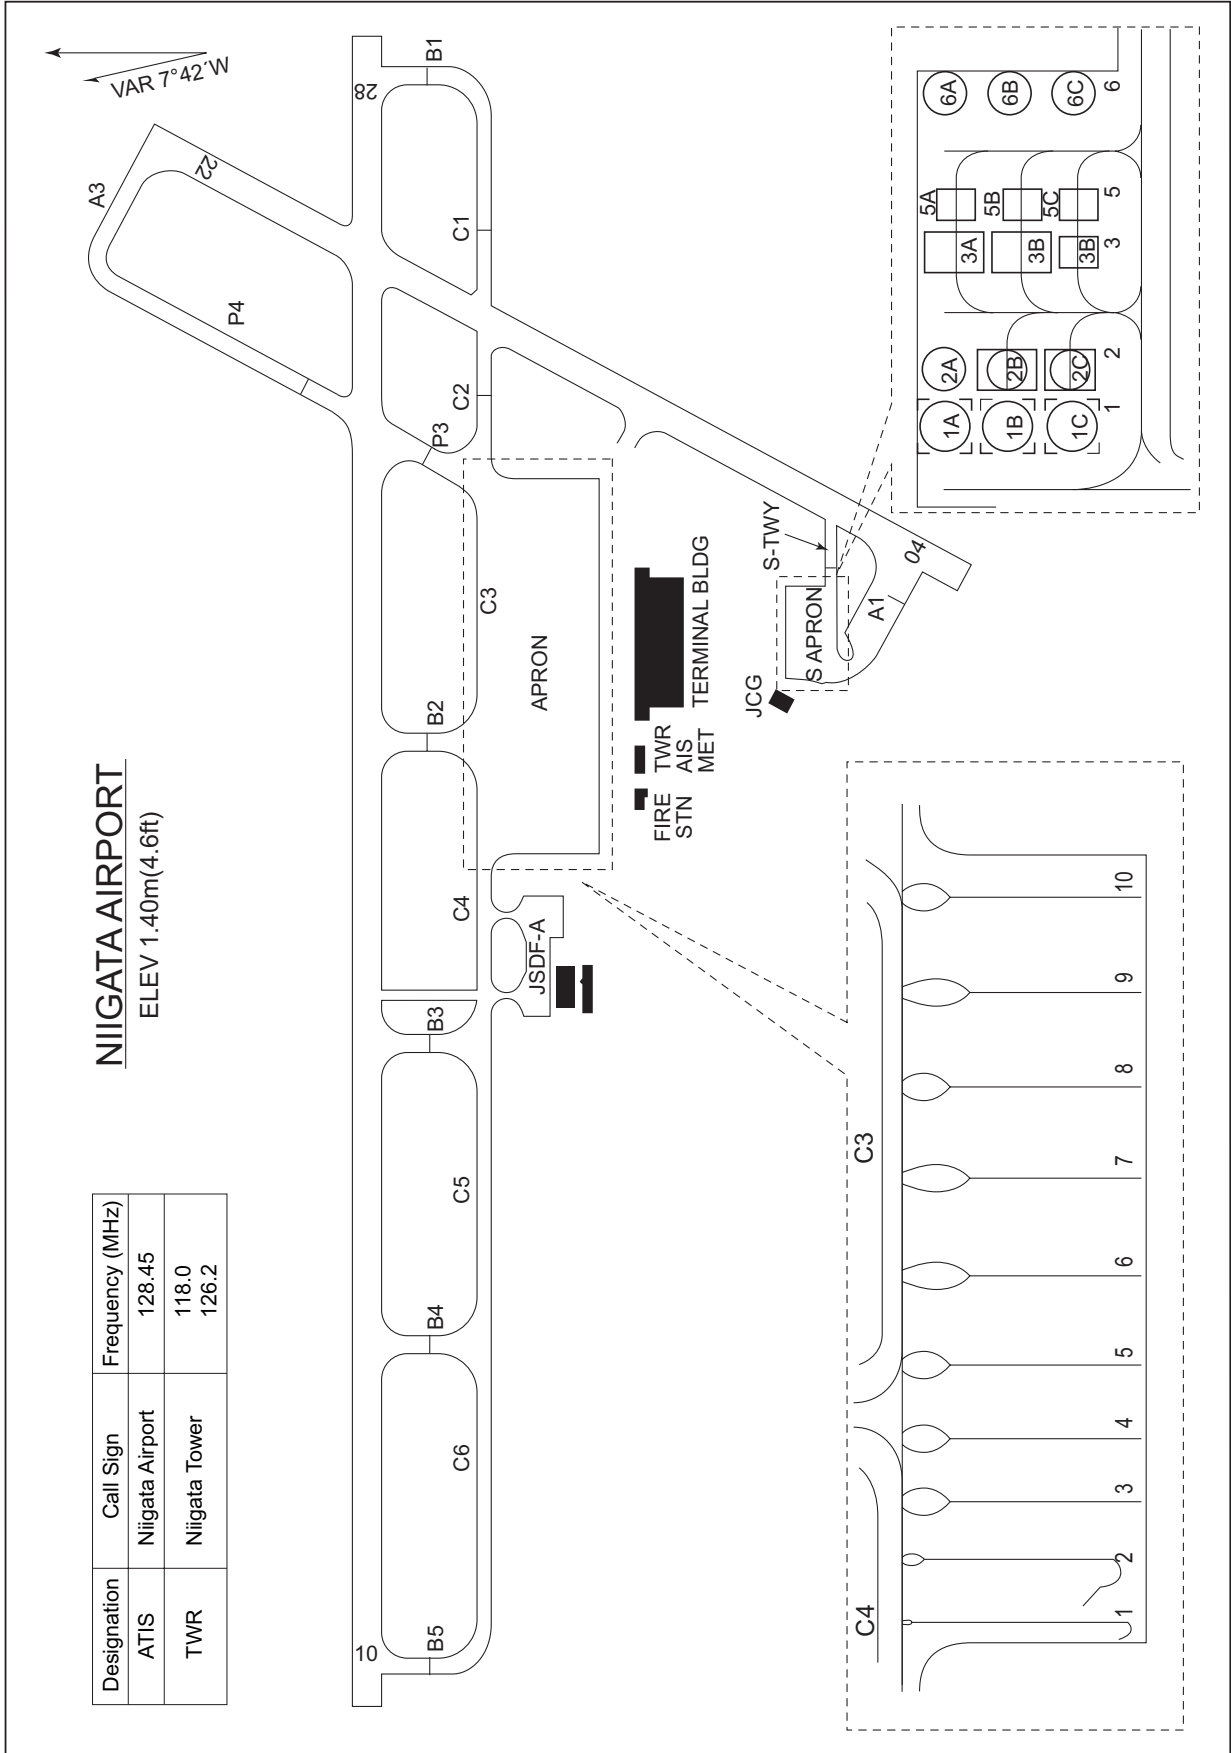 NIIGATA AIRPORT
ELEV 1.40m(4.6ft)
VAR 7°42´W
Designation Call Sign Frequency (MHz)
ATIS Niigata Airport 128.45
TWR Niigata Tower 118.0
126.2
A3
22
P4
28
B1
C1
C2
P3
C3
B2
C4
B3
C5
B4
C6
B5
10
APRON
JSDF-A
FIRE
STN
TWR
AIS
MET
TERMINAL BLDG
JCG
S APRON
S-TWY
A1
04
C4
C3
1
2
3
4
5
6
7
8
9
10
1A
2A
3A
5A
6A
1B
2B
3B
5B
6B
1C
2C
3B
5C
6C
1
2
3
5
6